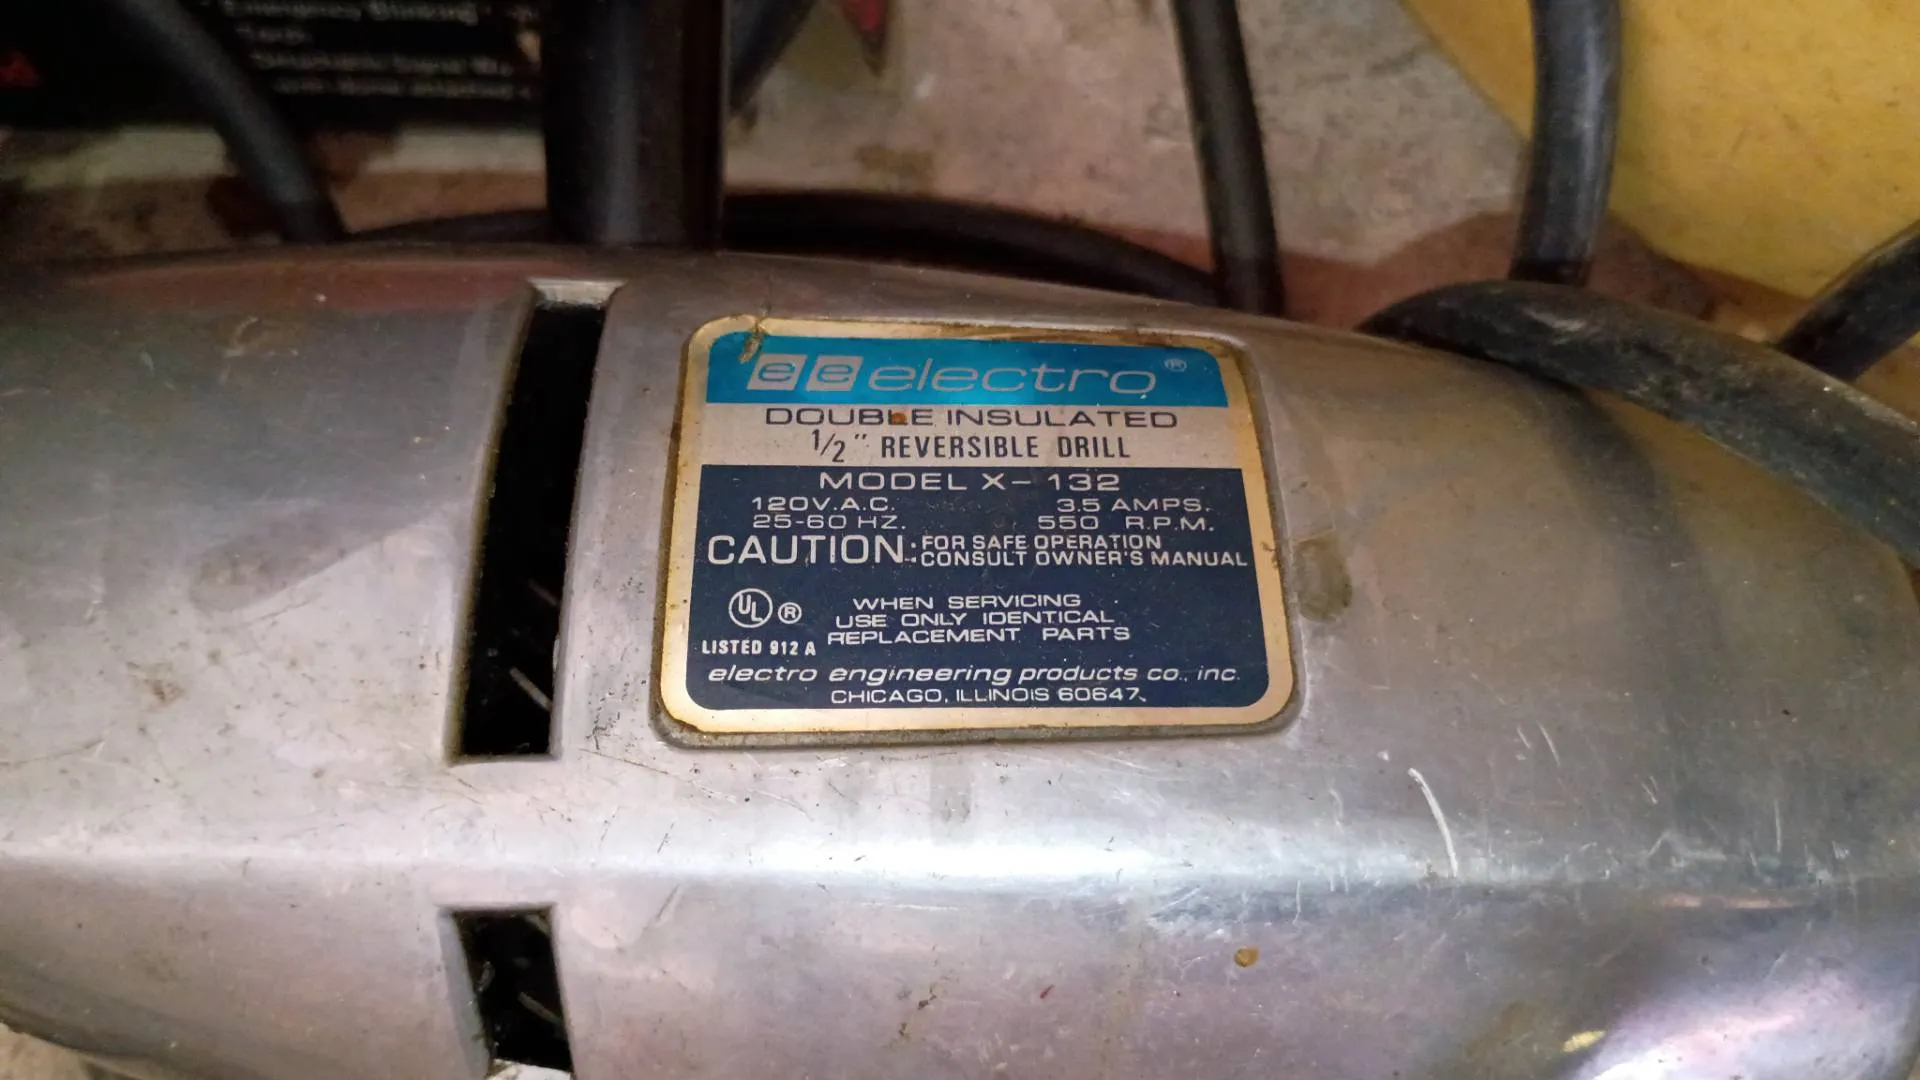 Emergency Blinking
ee electro ®
DOUBLE INSULATED
1/2" REVERSIBLE DRILL
MODEL X-132
120V.A.C. 3.5 AMPS.
25-60 HZ. 550 R.P.M.
CAUTION: FOR SAFE OPERATION
CONSULT OWNER'S MANUAL
UL ® WHEN SERVICING
USE ONLY IDENTICAL
LISTED 912 A REPLACEMENT PARTS
electro engineering products co., inc.
CHICAGO, ILLINOIS 60647